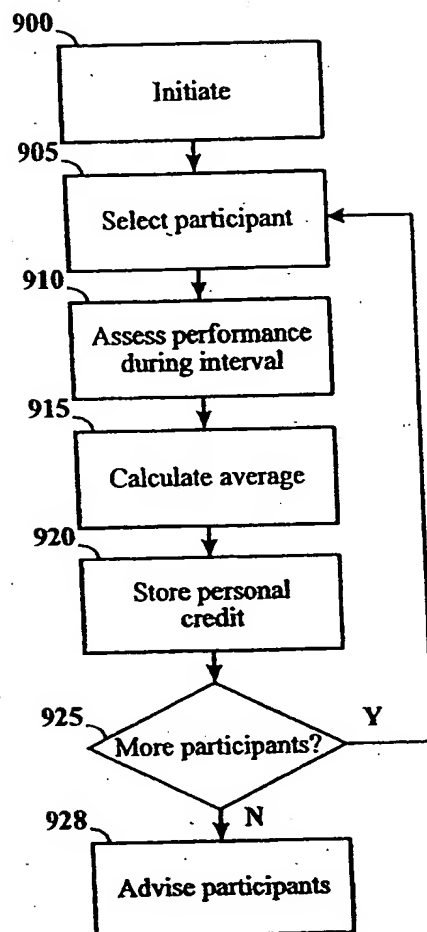 900
Initiate
905
Select participant
910
Assess performance
during interval
915
Calculate average
920
Store personal
credit
925
More participants?
Y
N
928
Advise participants